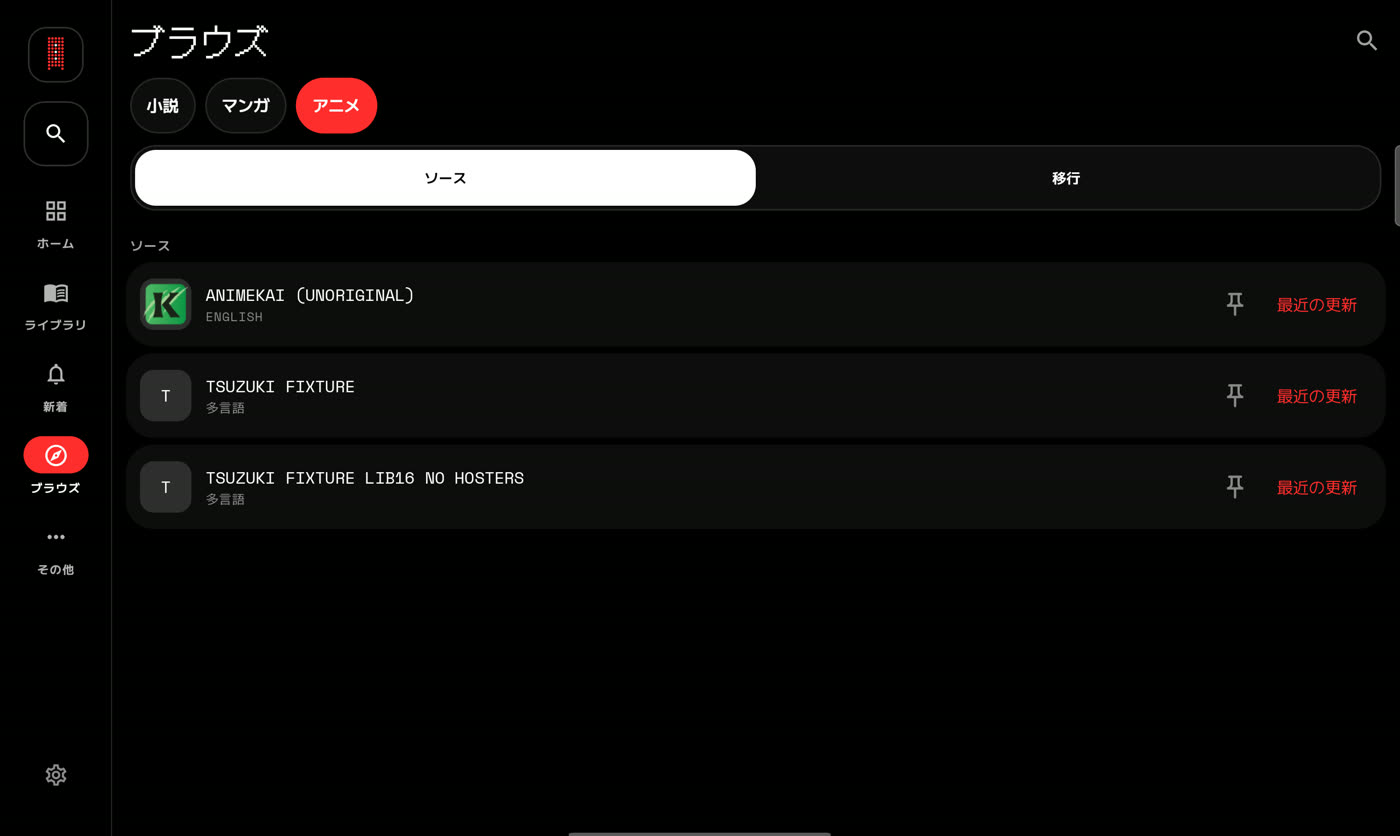 ブラウズ
小説
マンガ
アニメ
ソース
移行
ホーム
ライブラリ
新着
ブラウズ
その他
ソース
ANIMEKAI (UNORIGINAL)
ENGLISH
最近の更新
T
TSUZUKI FIXTURE
多言語
最近の更新
T
TSUZUKI FIXTURE LIB16 NO HOSTERS
多言語
最近の更新